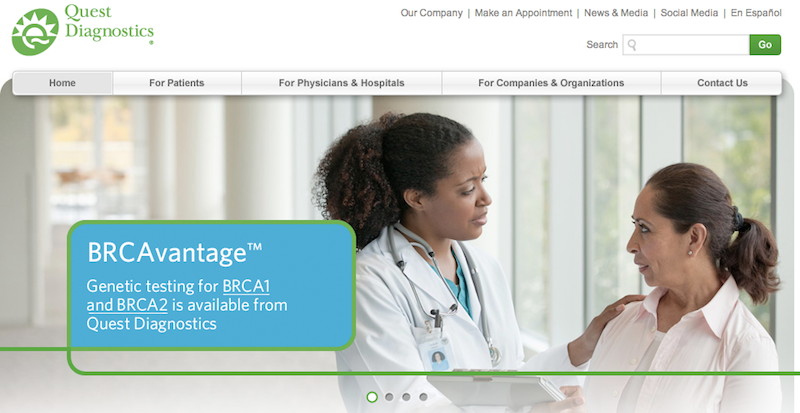 Quest
Diagnostics®
Our Company | Make an Appointment | News & Media | Social Media | En Español
Search
Go
Home
For Patients
For Physicians & Hospitals
For Companies & Organizations
Contact Us
BRCAvantage™
Genetic testing for BRCA1
and BRCA2 is available from
Quest Diagnostics